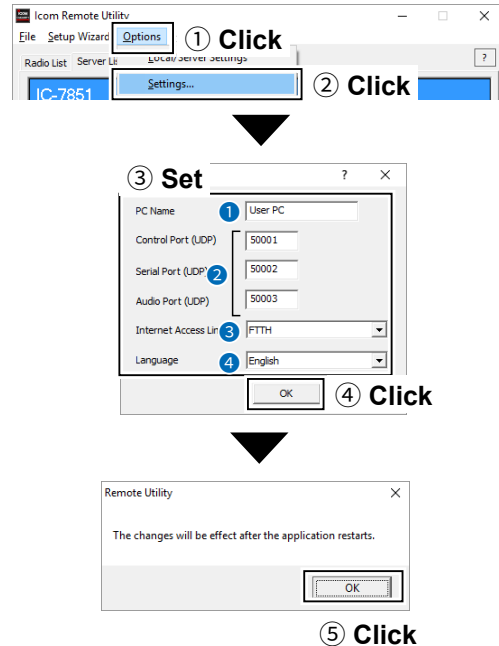 Icom Remote Utility
File Setup Wizard Options ① Click
Radio List Server Li Local/Server Settings ?
IC-7851 Settings... ② Click
③ Set ?
PC Name 1 User PC
Control Port (UDP) 50001
Serial Port (UDP) 2 50002
Audio Port (UDP) 50003
Internet Access Lin 3 FTTH
Language 4 English
OK ④ Click
Remote Utility
The changes will be effect after the application restarts.
OK
⑤ Click